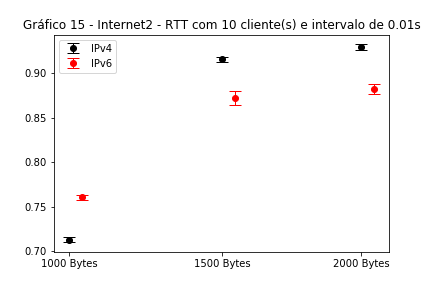 Gráfico 15 - Internet2 - RTT com 10 cliente(s) e intervalo de 0.01s
IPv4
IPv6
0.90
0.85
0.80
0.75
0.70
1000 Bytes
1500 Bytes
2000 Bytes